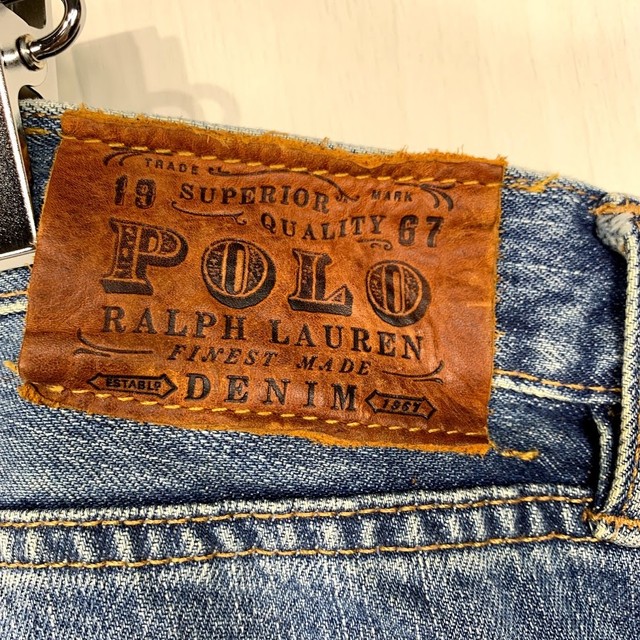 TRADE MARK
19 SUPERIOR
QUALITY 67
POLO
RALPH LAUREN
FINEST MADE
ESTABLD DENIM 1967